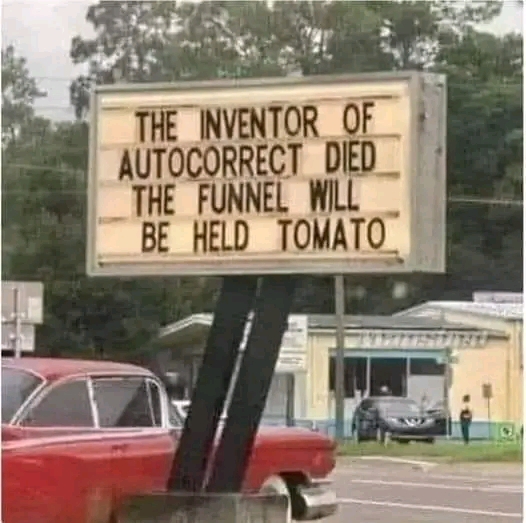 THE INVENTOR OF
AUTOCORRECT DIED
THE FUNNEL WILL
BE HELD TOMATO